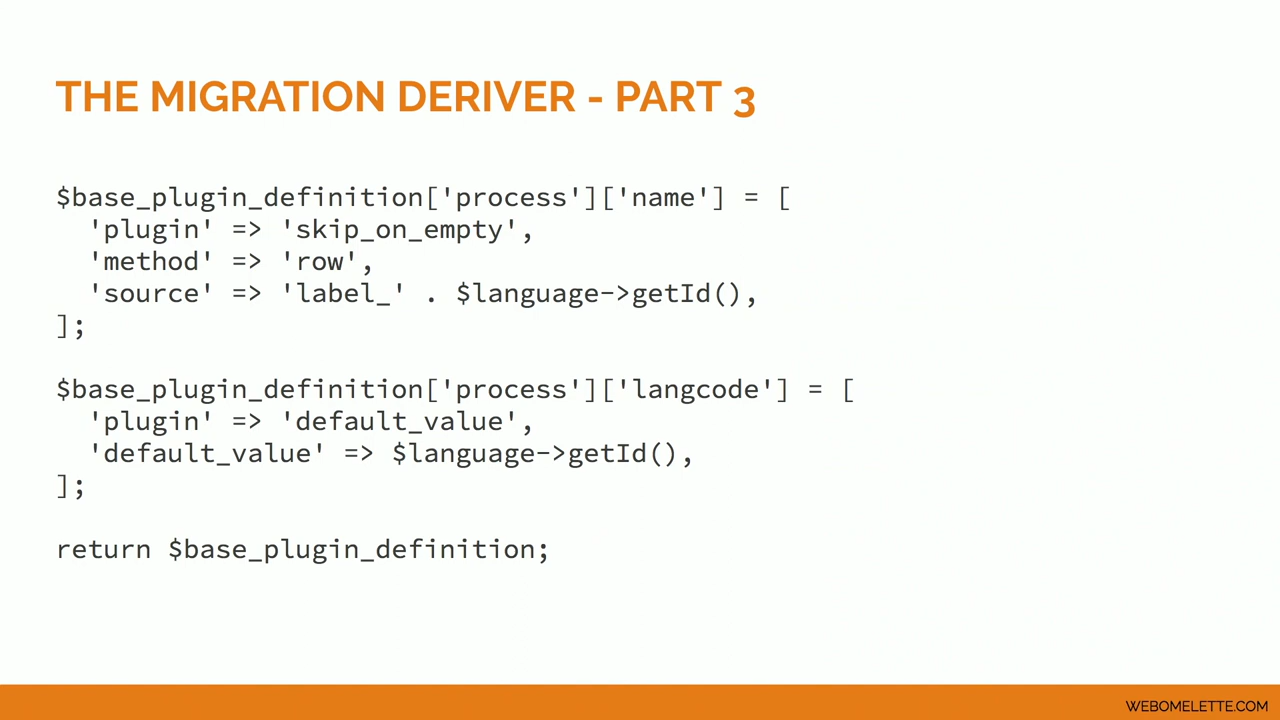 THE MIGRATION DERIVER - PART 3
$base_plugin_definition['process']['name'] = [
  'plugin' => 'skip_on_empty',
  'method' => 'row',
  'source' => 'label_' . $language->getId(),
];
$base_plugin_definition['process']['langcode'] = [
  'plugin' => 'default_value',
  'default_value' => $language->getId(),
];
return $base_plugin_definition;
WEBOMELETTE.COM